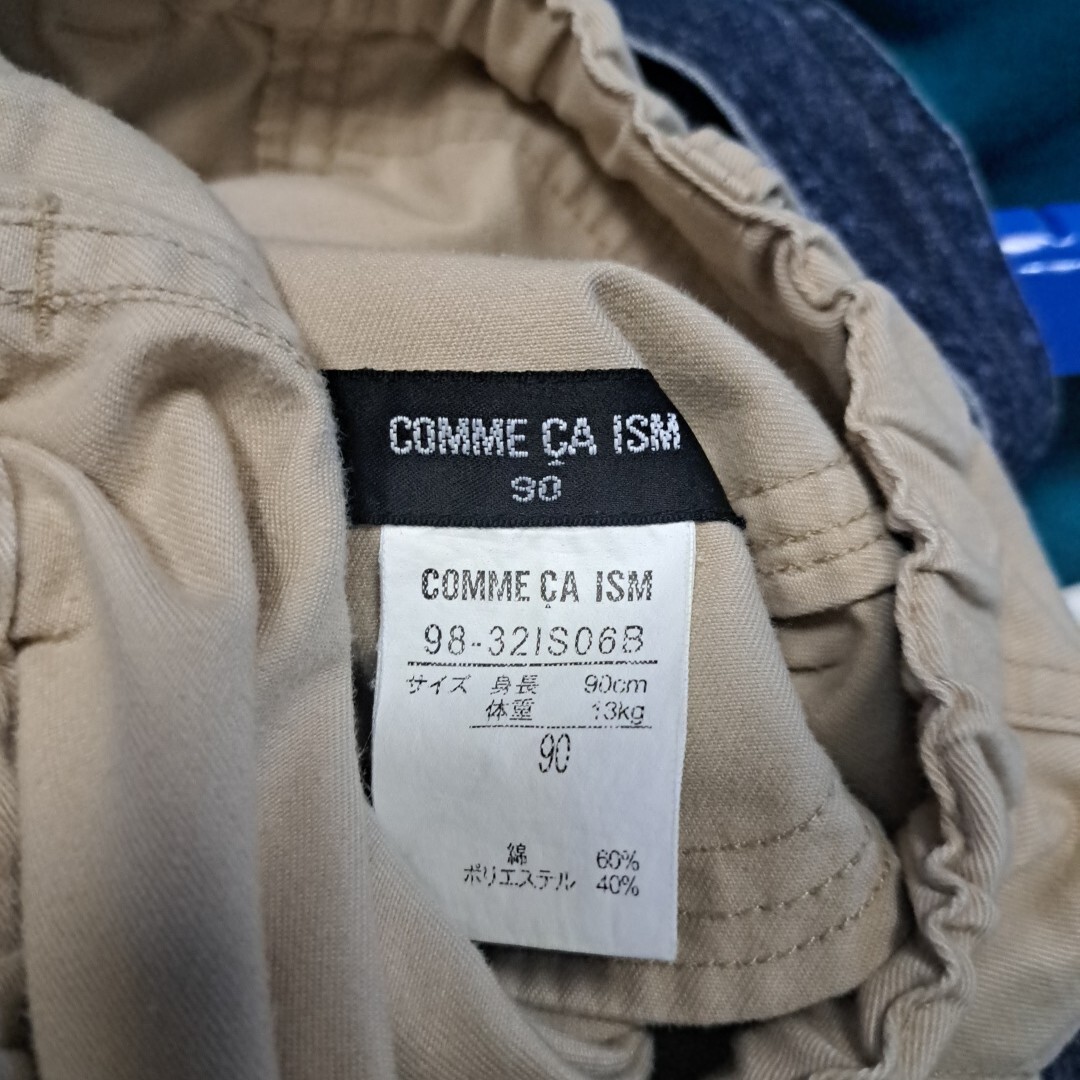 COMME ÇA ISM
90
COMME ÇA ISM
98-32IS06B
サイズ 身長 90cm
体重 13kg
90
綿 60%
ポリエステル 40%